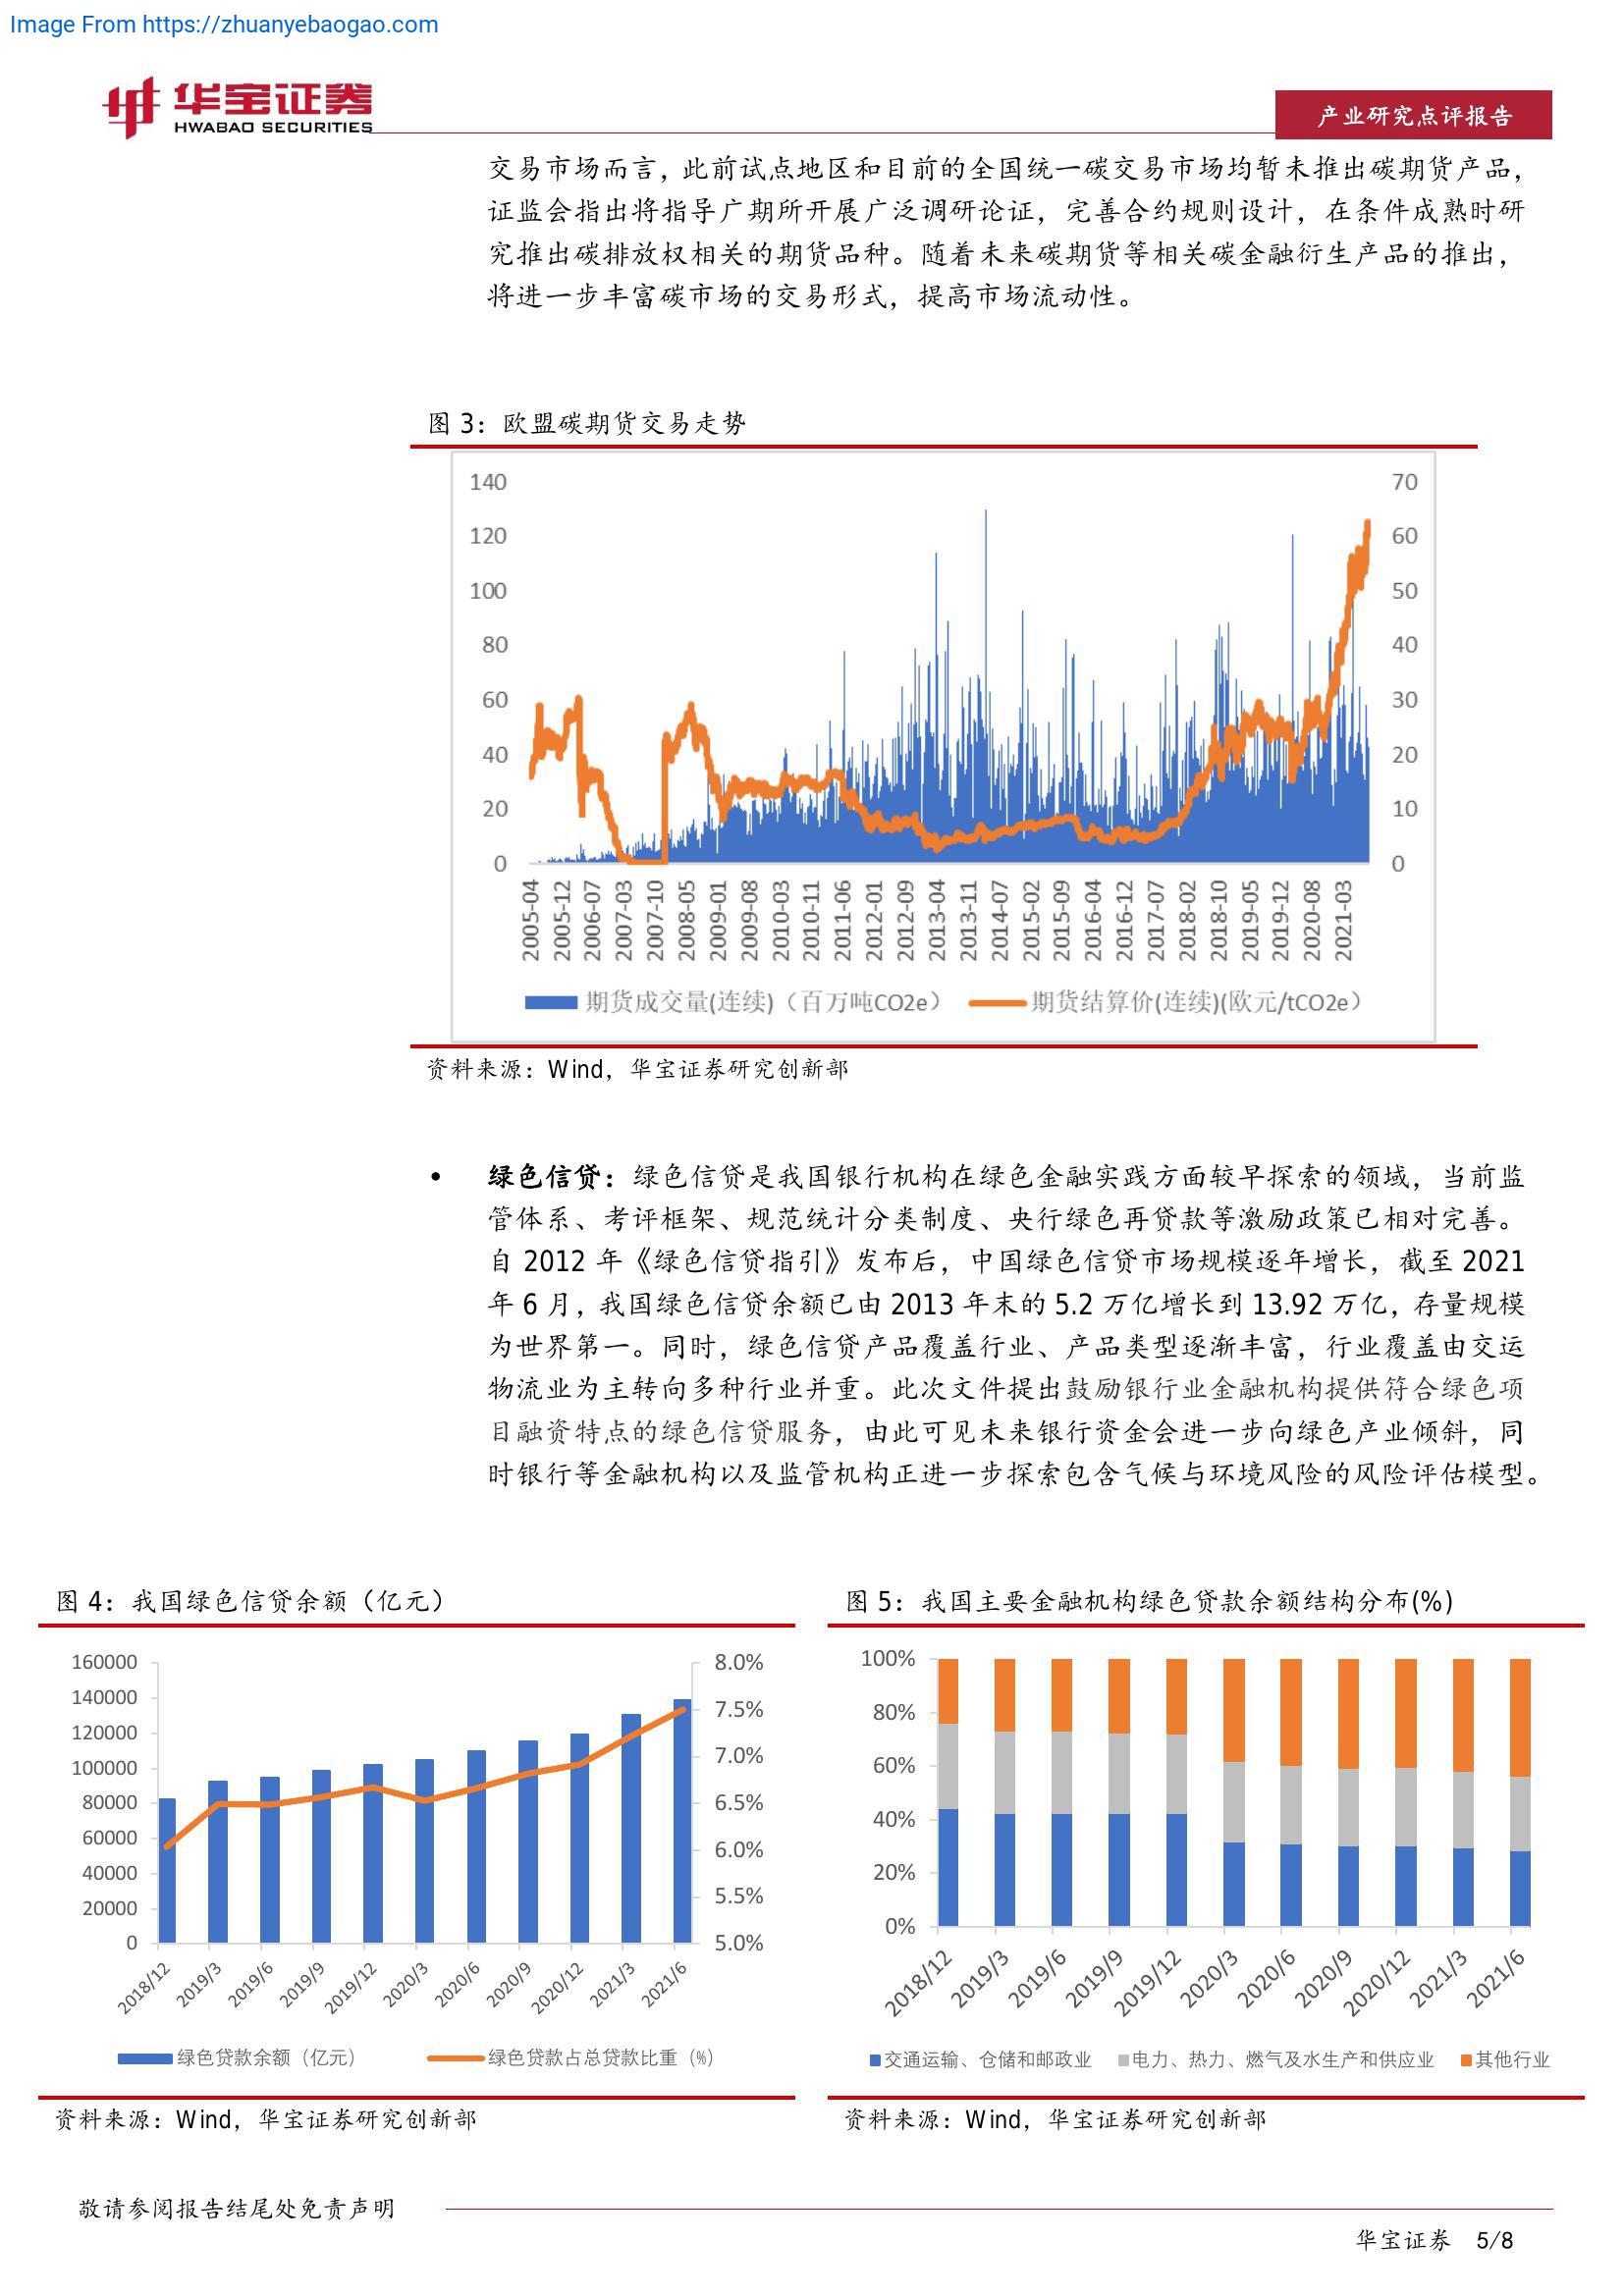 Image From https://zhuanyebaogao.com
华宝证券
HWABAO SECURITIES
产业研究点评报告
交易市场而言，此前试点地区和目前的全国统一碳交易市场均暂未推出碳期货产品，
证监会指出将指导广期所开展广泛调研论证，完善合约规则设计，在条件成熟时研
究推出碳排放权相关的期货品种。随着未来碳期货等相关碳金融衍生产品的推出，
将进一步丰富碳市场的交易形式，提高市场流动性。
图 3：欧盟碳期货交易走势
140 70
120 60
100 50
80 40
60 30
40 20
20 10
0 0
2005-04 2005-12 2006-07 2007-03 2007-10 2008-05 2009-01 2009-08 2010-03 2010-11 2011-06 2012-01 2012-09 2013-04 2013-11 2014-07 2015-02 2015-09 2016-04 2016-12 2017-07 2018-02 2018-10 2019-05 2019-12 2020-08 2021-03
期货成交量(连续)（百万吨CO2e） 期货结算价(连续)(欧元/tCO2e）
资料来源：Wind，华宝证券研究创新部
• 绿色信贷：绿色信贷是我国银行机构在绿色金融实践方面较早探索的领域，当前监
管体系、考评框架、规范统计分类制度、央行绿色再贷款等激励政策已相对完善。
自 2012 年《绿色信贷指引》发布后，中国绿色信贷市场规模逐年增长，截至 2021
年 6 月，我国绿色信贷余额已由 2013 年末的 5.2 万亿增长到 13.92 万亿，存量规模
为世界第一。同时，绿色信贷产品覆盖行业、产品类型逐渐丰富，行业覆盖由交运
物流业为主转向多种行业并重。此次文件提出鼓励银行业金融机构提供符合绿色项
目融资特点的绿色信贷服务，由此可见未来银行资金会进一步向绿色产业倾斜，同
时银行等金融机构以及监管机构正进一步探索包含气候与环境风险的风险评估模型。
图 4：我国绿色信贷余额（亿元）
160000 8.0%
140000 7.5%
120000 7.0%
100000 6.5%
80000 6.0%
60000 5.5%
40000 5.0%
20000
0
2018/12 2019/3 2019/6 2019/9 2019/12 2020/3 2020/6 2020/9 2020/12 2021/3 2021/6
绿色贷款余额（亿元） 绿色贷款占总贷款比重（%）
资料来源：Wind，华宝证券研究创新部
图 5：我国主要金融机构绿色贷款余额结构分布(%)
100%
80%
60%
40%
20%
0%
2018/12 2019/3 2019/6 2019/9 2019/12 2020/3 2020/6 2020/9 2020/12 2021/3 2021/6
交通运输、仓储和邮政业 电力、热力、燃气及水生产和供应业 其他行业
资料来源：Wind，华宝证券研究创新部
敬请参阅报告结尾处免责声明
华宝证券 5/8